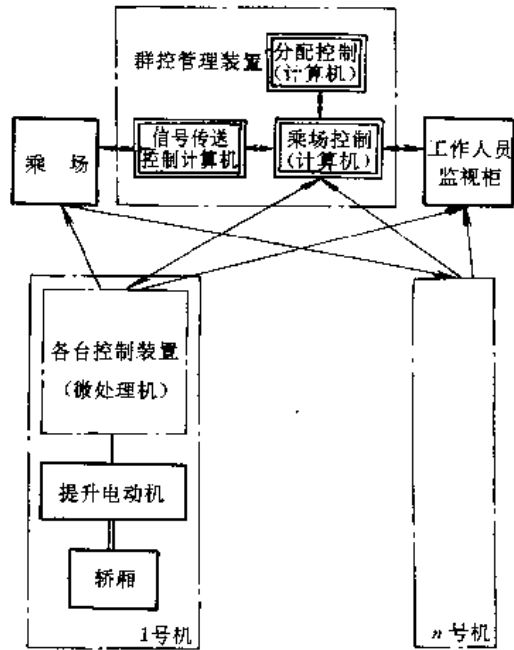 群控管理装置
分配控制
(计算机)
乘　场
信号传送
控制计算机
乘场控制
(计算机)
工作人员
监视柜
各台控制装置
(微处理机)
提升电动机
轿厢
1号机
n号机